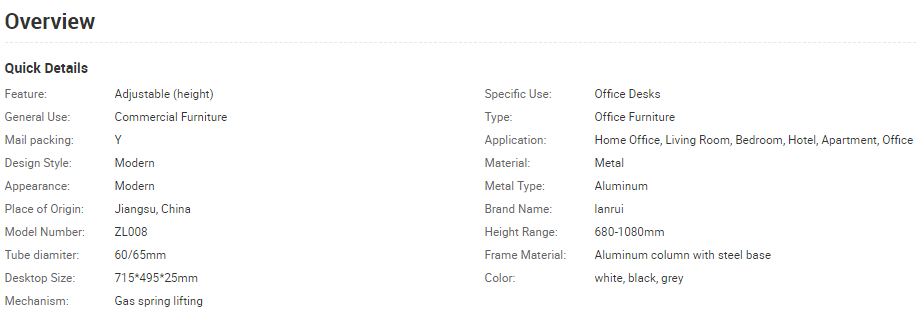 Overview
Quick Details
Feature: Adjustable (height) Specific Use: Office Desks
General Use: Commercial Furniture Type: Office Furniture
Mail packing: Y Application: Home Office, Living Room, Bedroom, Hotel, Apartment, Office
Design Style: Modern Material: Metal
Appearance: Modern Metal Type: Aluminum
Place of Origin: Jiangsu, China Brand Name: lanrui
Model Number: ZL008 Height Range: 680-1080mm
Tube diamiter: 60/65mm Frame Material: Aluminum column with steel base
Desktop Size: 715*495*25mm Color: white, black, grey
Mechanism: Gas spring lifting